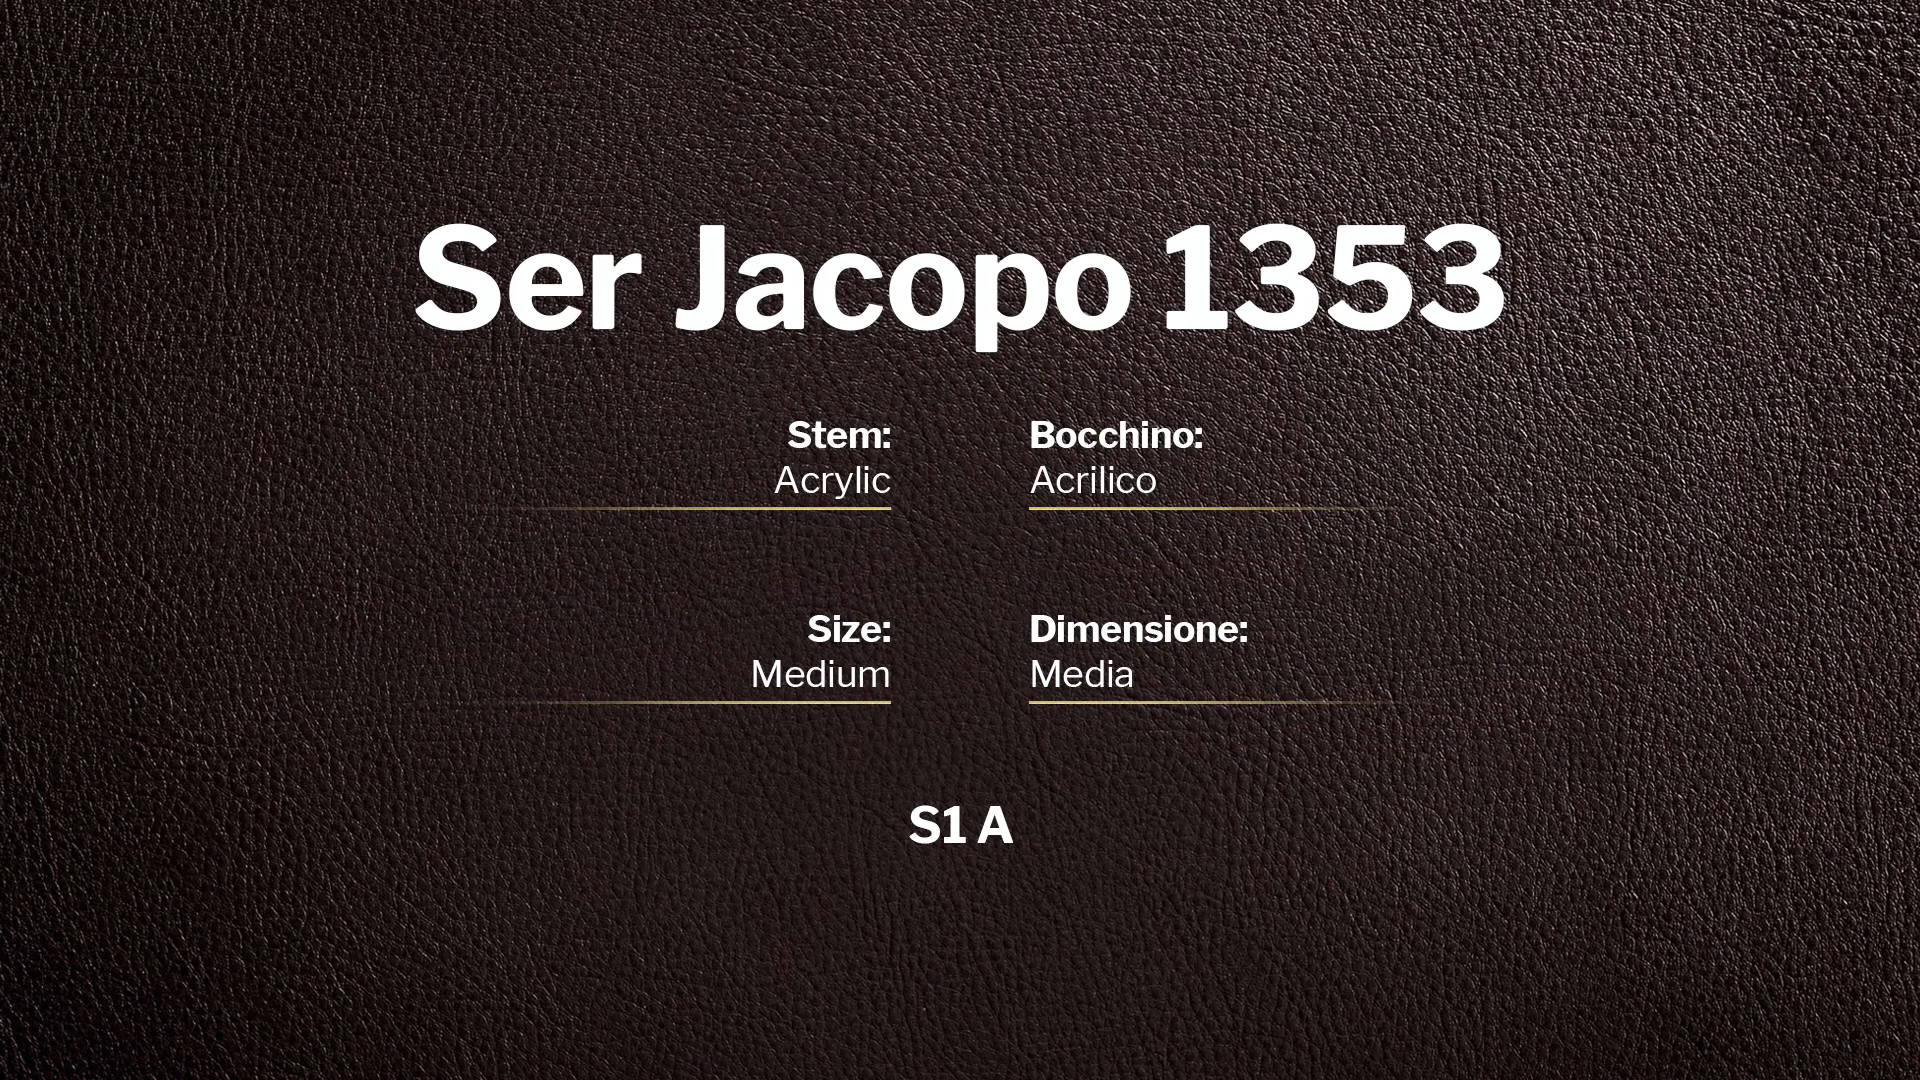 Ser Jacopo 1353
Stem:
Acrylic
Bocchino:
Acrilico
Size:
Medium
Dimensione:
Media
S1 A